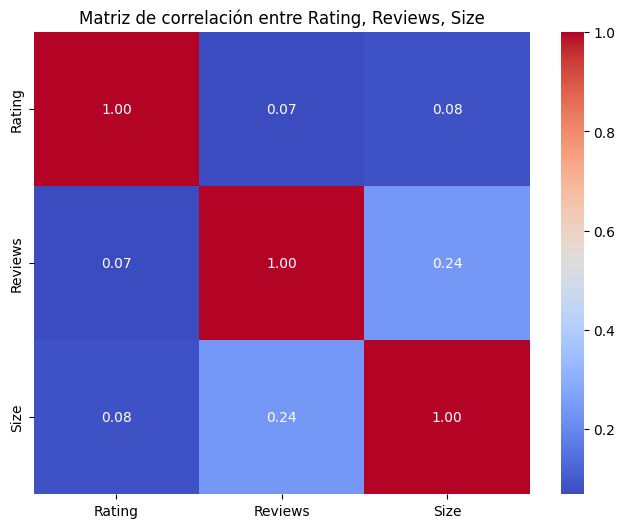 Matriz de correlación entre Rating, Reviews, Size
Rating
1.00
0.07
0.08
Reviews
0.07
1.00
0.24
Size
0.08
0.24
1.00
Rating
Reviews
Size
1.0
0.8
0.6
0.4
0.2